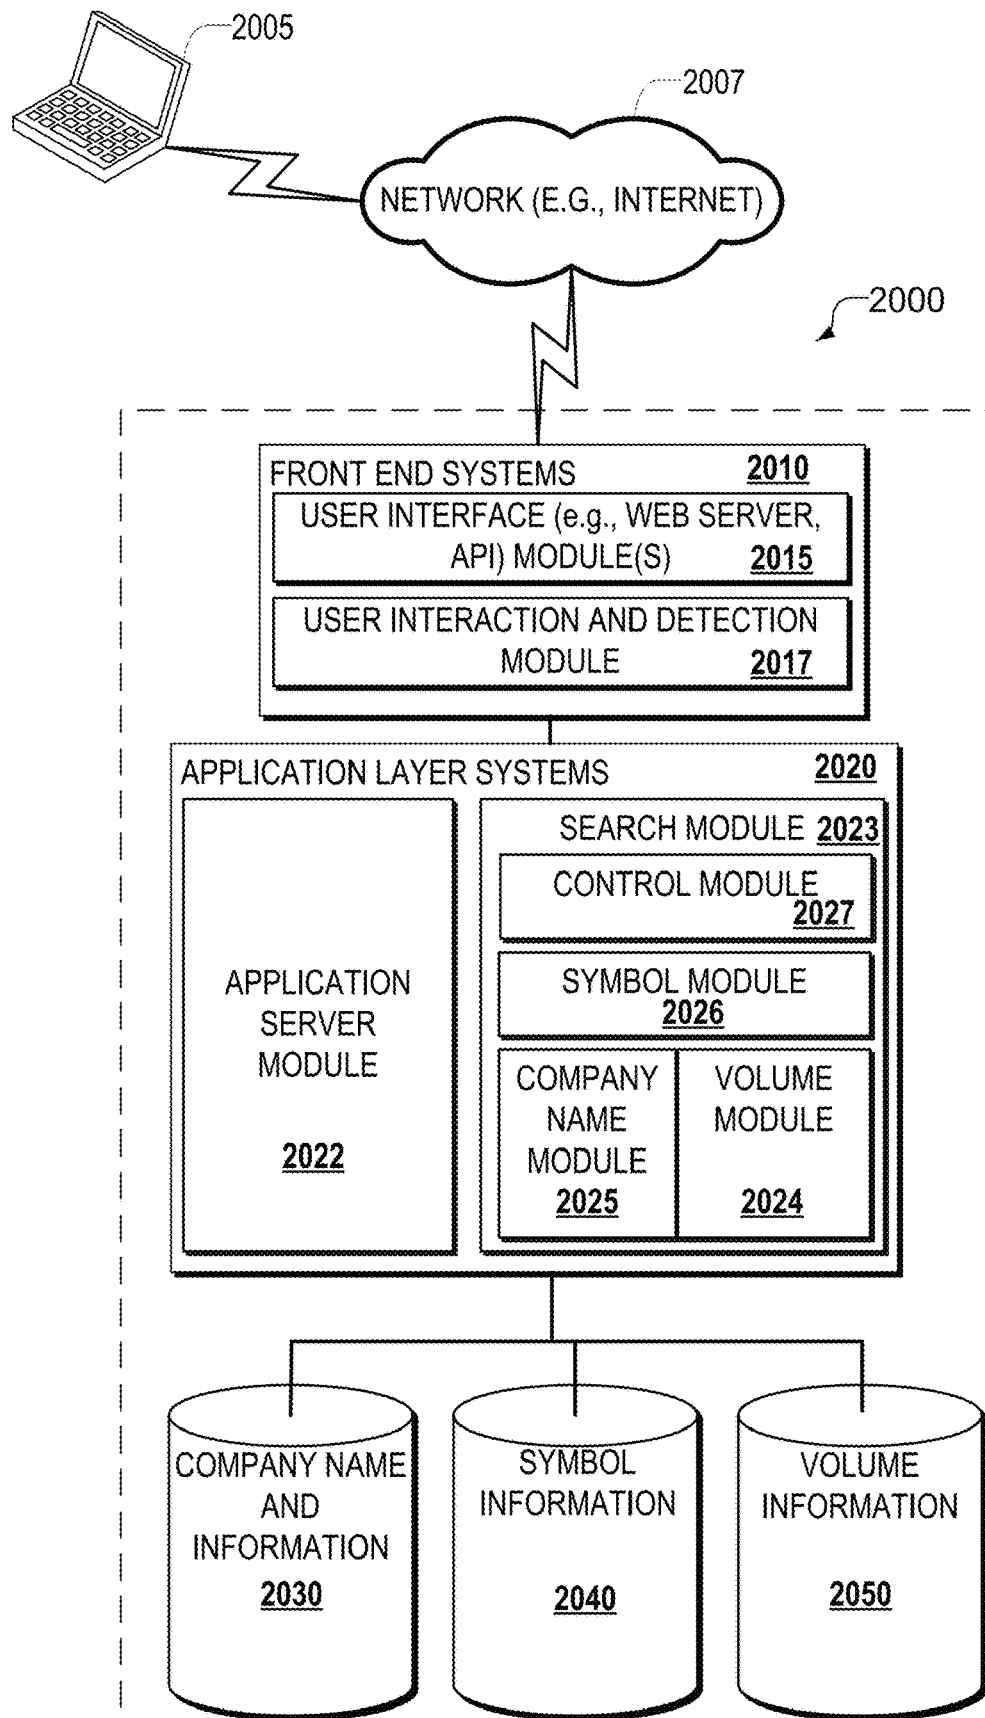 2005
2007
NETWORK (E.G., INTERNET)
2000
FRONT END SYSTEMS 2010
USER INTERFACE (e.g., WEB SERVER,
API) MODULE(S) 2015
USER INTERACTION AND DETECTION
MODULE 2017
APPLICATION LAYER SYSTEMS 2020
APPLICATION
SERVER
MODULE
2022
SEARCH MODULE 2023
CONTROL MODULE
2027
SYMBOL MODULE
2026
COMPANY
NAME
MODULE
2025
VOLUME
MODULE
2024
COMPANY NAME
AND
INFORMATION
2030
SYMBOL
INFORMATION
2040
VOLUME
INFORMATION
2050